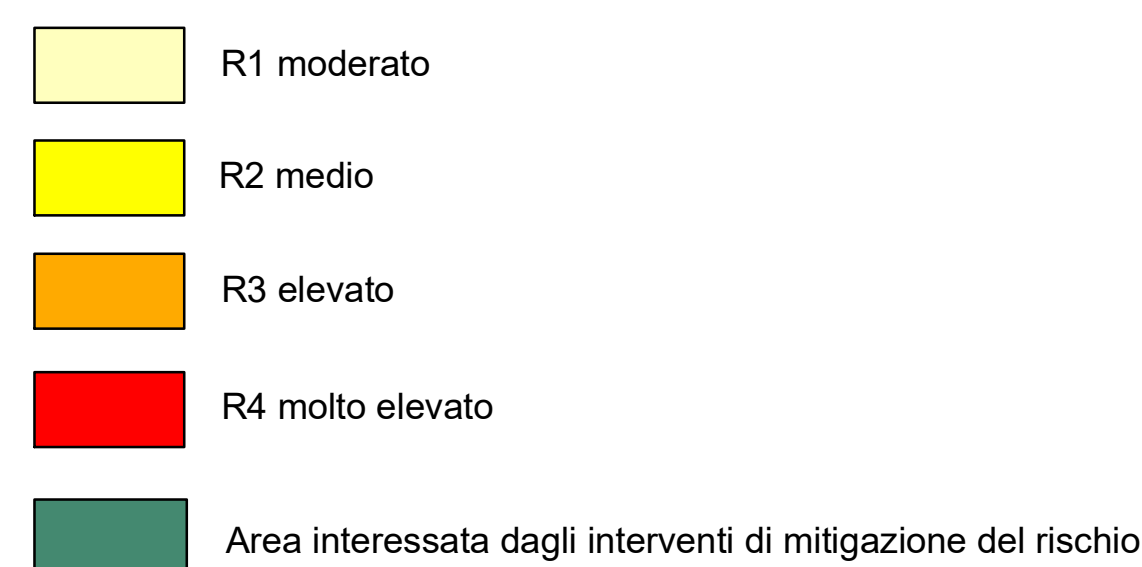 R1 moderato
R2 medio
R3 elevato
R4 molto elevato
Area interessata dagli interventi di mitigazione del rischio